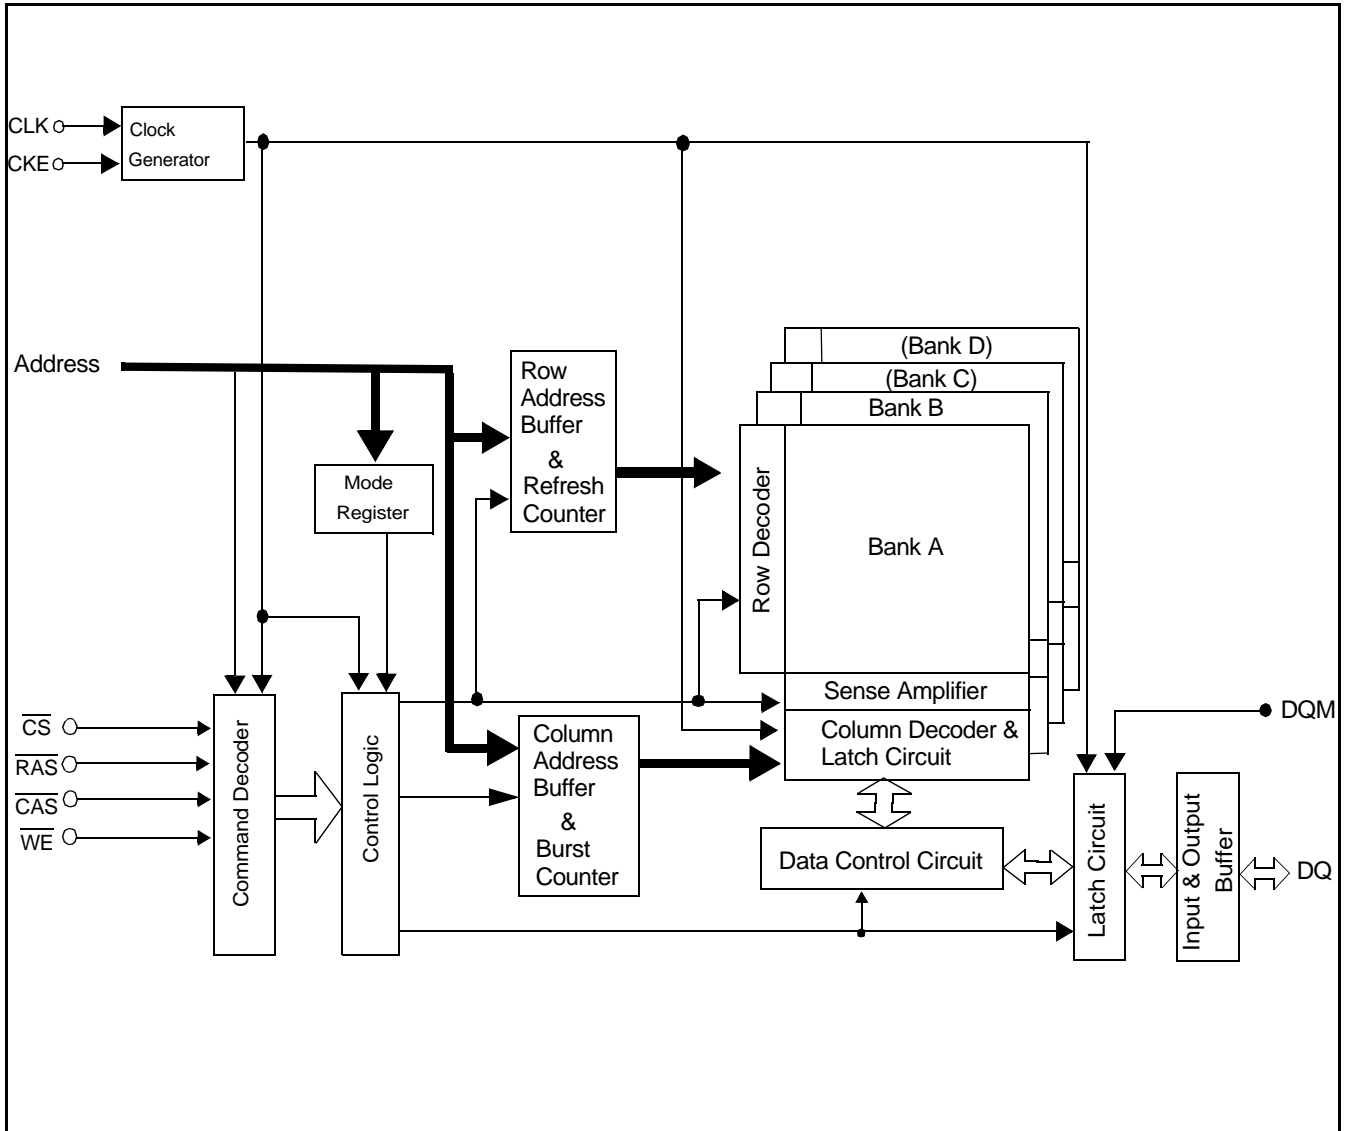 CLK
CKE
Clock
Generator
Address
Row
Address
Buffer
&
Refresh
Counter
(Bank D)
(Bank C)
Bank B
Bank A
Row Decoder
Mode
Register
Sense Amplifier
Column Decoder &
Latch Circuit
DQM
CS
RAS
CAS
WE
Command Decoder
Control Logic
Column
Address
Buffer
&
Burst
Counter
Data Control Circuit
Latch Circuit
Input & Output
Buffer
DQ